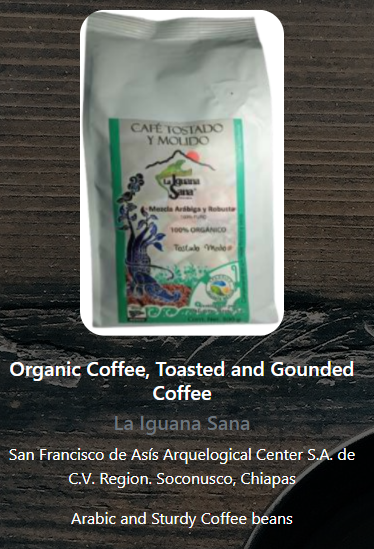 CAFÉ TOSTADO
Y MOLIDO
La Iguana
Sana
Mezcla Arábiga y Robusta
100% ORGÁNICO
Tostado Medio
Organic Coffee, Toasted and Gounded
Coffee
La Iguana Sana
San Francisco de Asís Arquelogical Center S.A. de
C.V. Region. Soconusco, Chiapas
Arabic and Sturdy Coffee beans